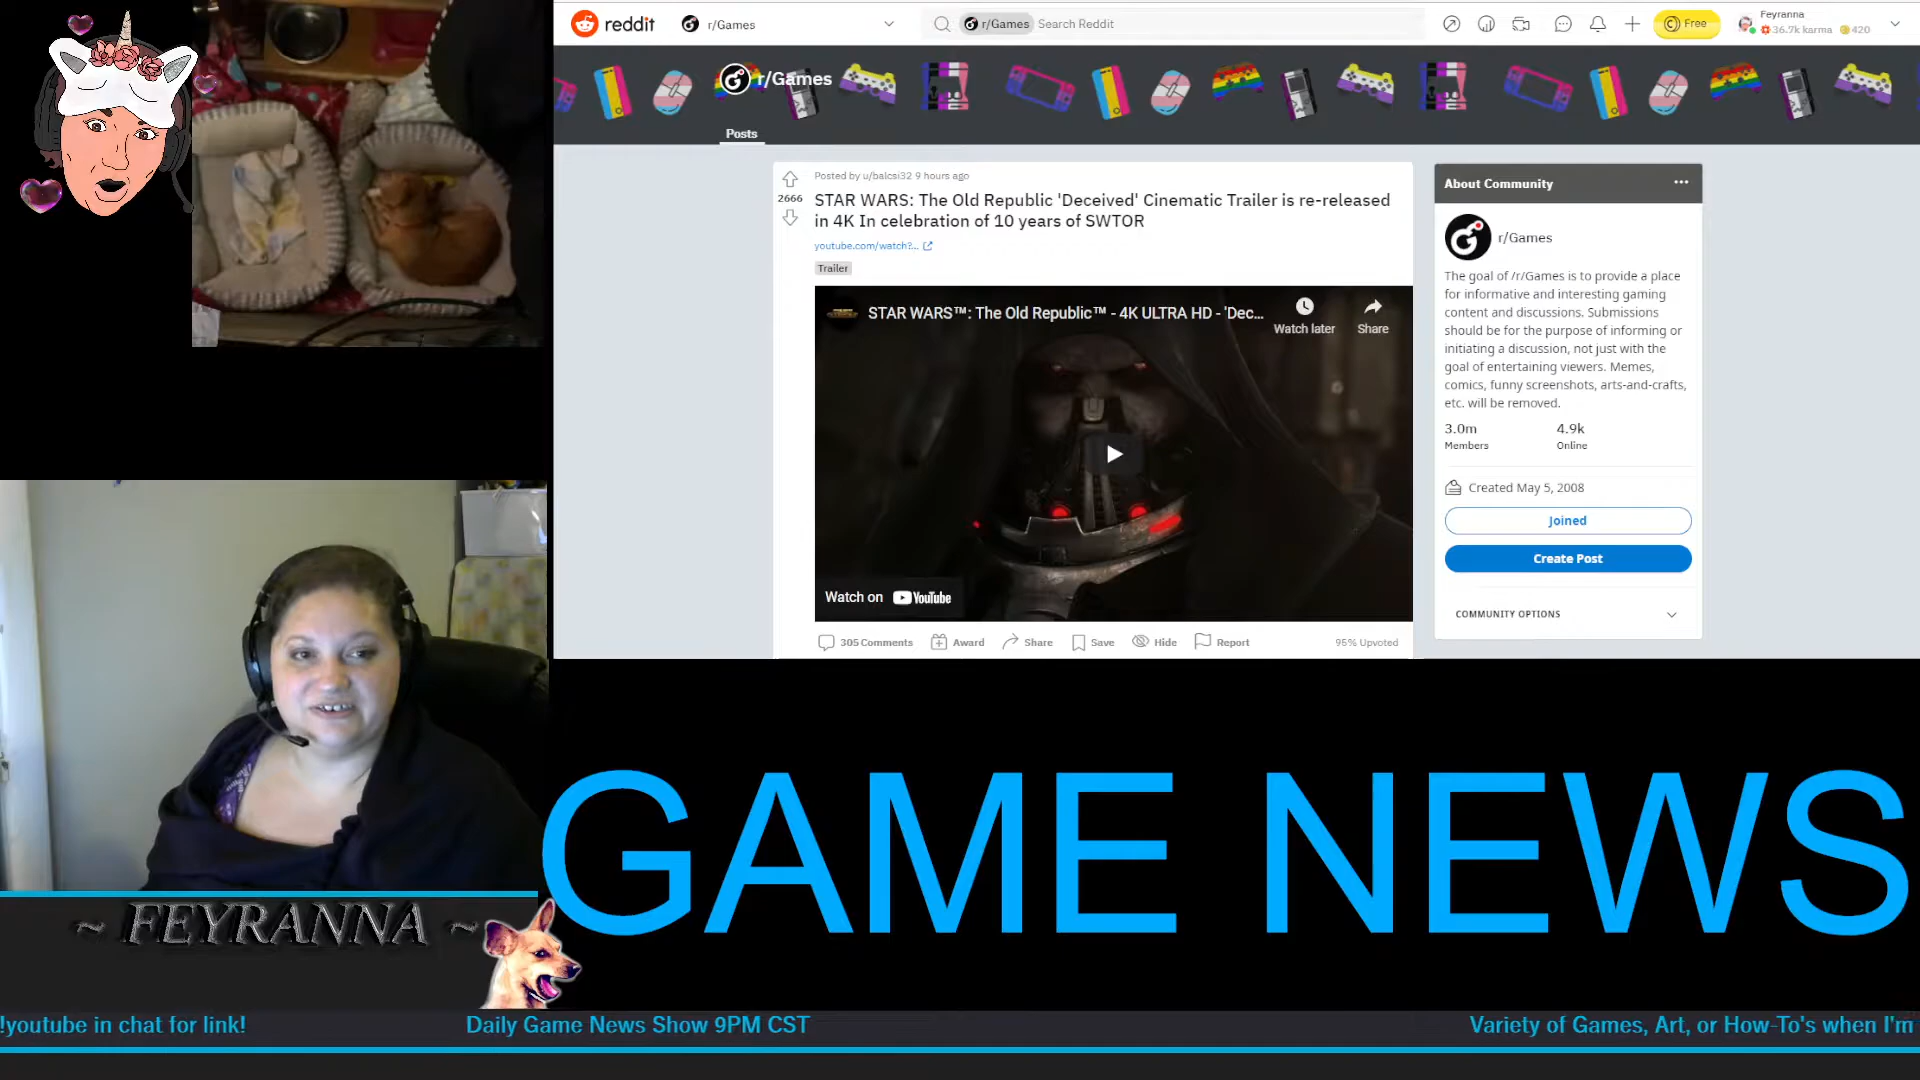 reddit
r/Games
r/Games Search Reddit
Free
Feyranna
36.7k karma 420
r/Games
Posts
Posted by u/balcsi32 9 hours ago
2666
STAR WARS: The Old Republic 'Deceived' Cinematic Trailer is re-released
in 4K In celebration of 10 years of SWTOR
youtube.com/watch?...
Trailer
STAR WARS™: The Old Republic™ - 4K ULTRA HD - 'Dec...
Watch later
Share
Watch on YouTube
305 Comments Award Share Save Hide Report 95% Upvoted
About Community
r/Games
The goal of /r/Games is to provide a place
for informative and interesting gaming
content and discussions. Submissions
should be for the purpose of informing or
initiating a discussion, not just with the
goal of entertaining viewers. Memes,
comics, funny screenshots, arts-and-crafts,
etc. will be removed.
3.0m 4.9k
Members Online
Created May 5, 2008
Joined
Create Post
COMMUNITY OPTIONS
GAME NEWS
~ FEYRANNA ~
!youtube in chat for link! Daily Game News Show 9PM CST Variety of Games, Art, or How-To's when I'm